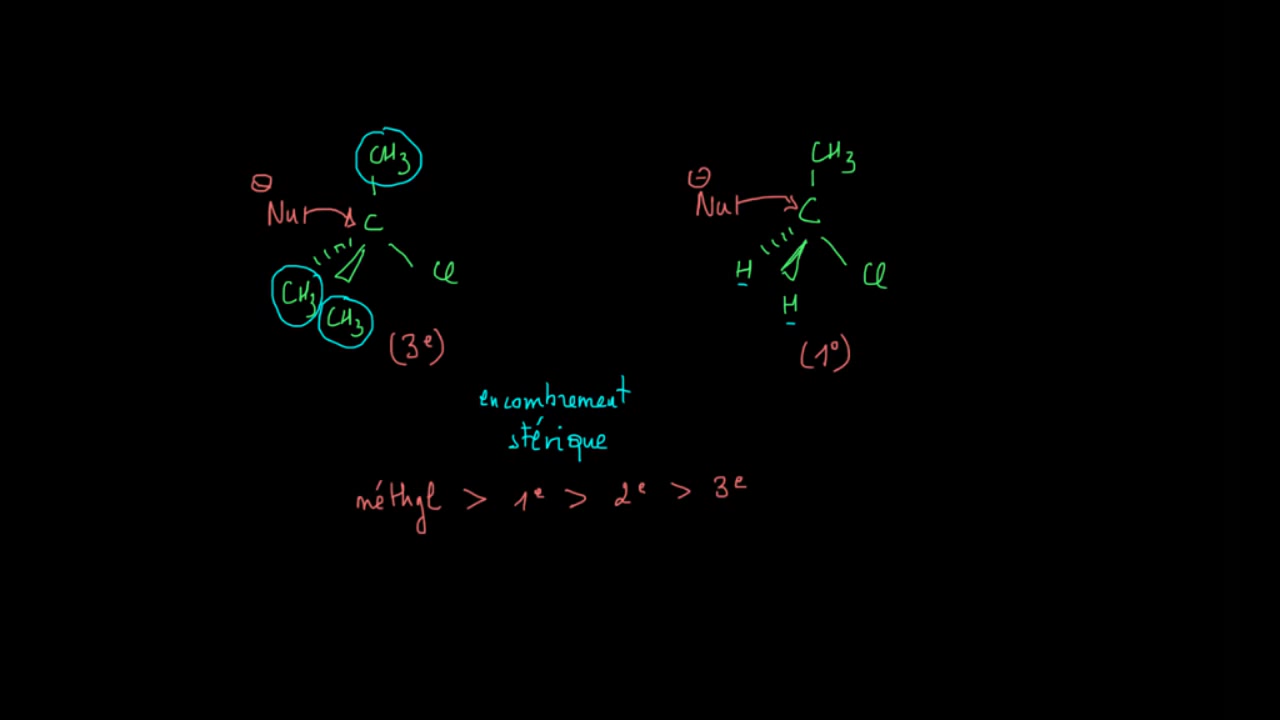 CH3
⊖
Nu
C
CH3
CH3
Cl
(3e)
CH3
⊖
Nu
C
H
H
Cl
(1°)
encombrement
stérique
méthyl > 1e > 2e > 3e